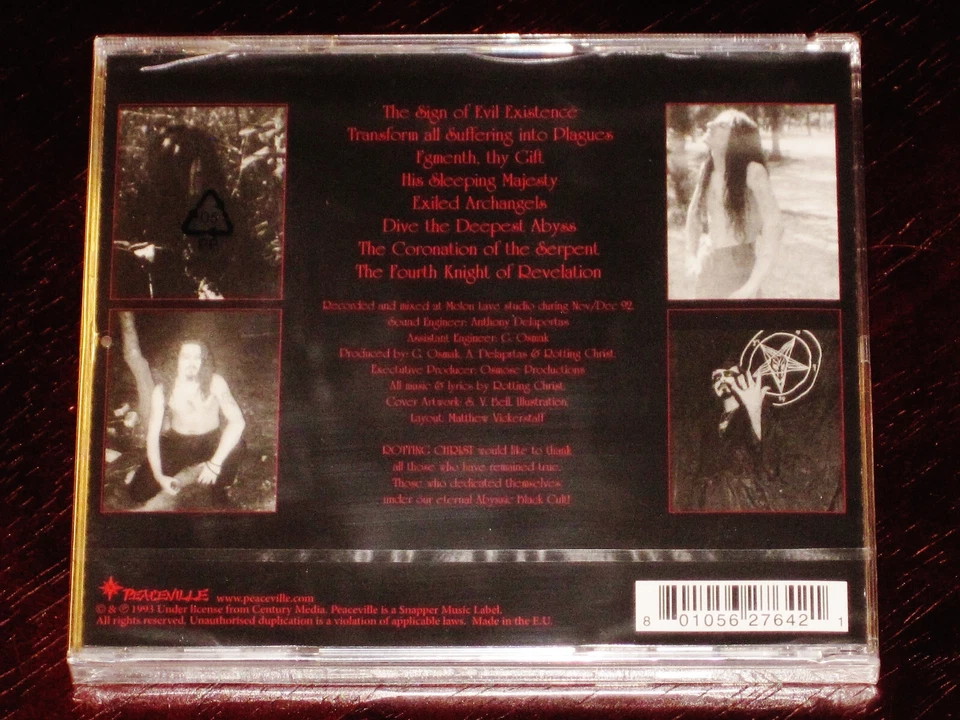 The Sign of Evil Existence
Transform all Suffering into Plagues
Fgmenth, thy Gift
His Sleeping Majesty
Exiled Archangels
Dive the Deepest Abyss
The Coronation of the Serpent
The Fourth Knight of Revelation
Recorded and mixed at Molon Lave studio during Nov/Dec 92.
Sound Engineer: Anthony Delaportas
Assistant Engineer: G. Osmak
Produced by: G. Osmak, A. Delapritas & Rotting Christ.
Executive Producer: Osmose Productions
All music & lyrics by Rotting Christ.
Cover Artwork & V. Bell. Illustration.
Layout: Matthew Vickerstaff
ROTTING CHRIST would like to thank
all those who have remained true.
Those who dedicated themselves
under our eternal Abyssic Black Cult!
PEACEVILLE www.peaceville.com
© & ℗ 1993 Under license from Century Media. Peaceville is a Snapper Music Label.
All rights reserved. Unauthorised duplication is a violation of applicable laws. Made in the E.U.
8 01056 27642 1